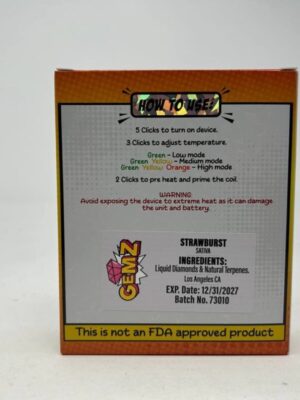 HOW TO USE?
5 Clicks to turn on device.
3 Clicks to adjust temperature.
Green - Low mode
Green Yellow - Medium mode
Green Yellow Orange - High mode
2 Clicks to pre heat and prime the coil.
WARNING:
Avoid exposing the device to extreme heat as it can damage
the unit and battery.
GEMZ
STRAWBURST
SATIVA
INGREDIENTS:
Liquid Diamonds & Natural Terpenes.
Los Angeles CA
EXP. Date: 12/31/2027
Batch No. 73010
This is not an FDA approved product